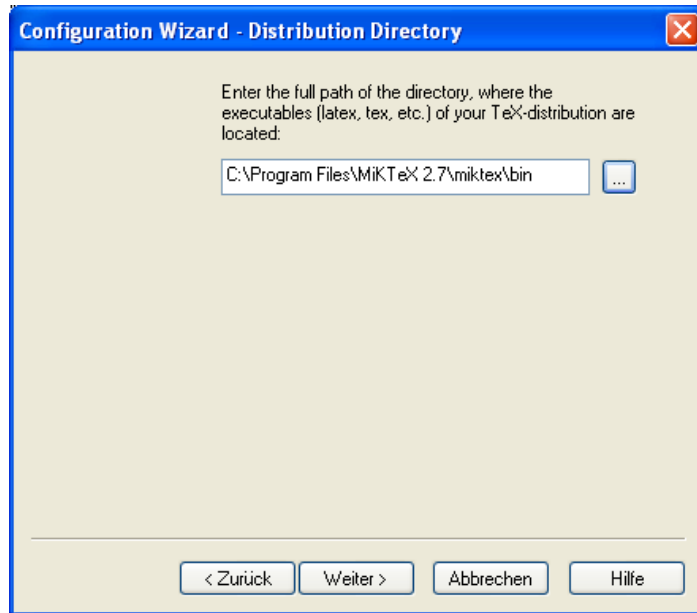 Configuration Wizard - Distribution Directory
Enter the full path of the directory, where the
executables (latex, tex, etc.) of your TeX-distribution are
located:
C:\Program Files\MiKTeX 2.7\miktex\bin
...
< Zurück Weiter > Abbrechen Hilfe